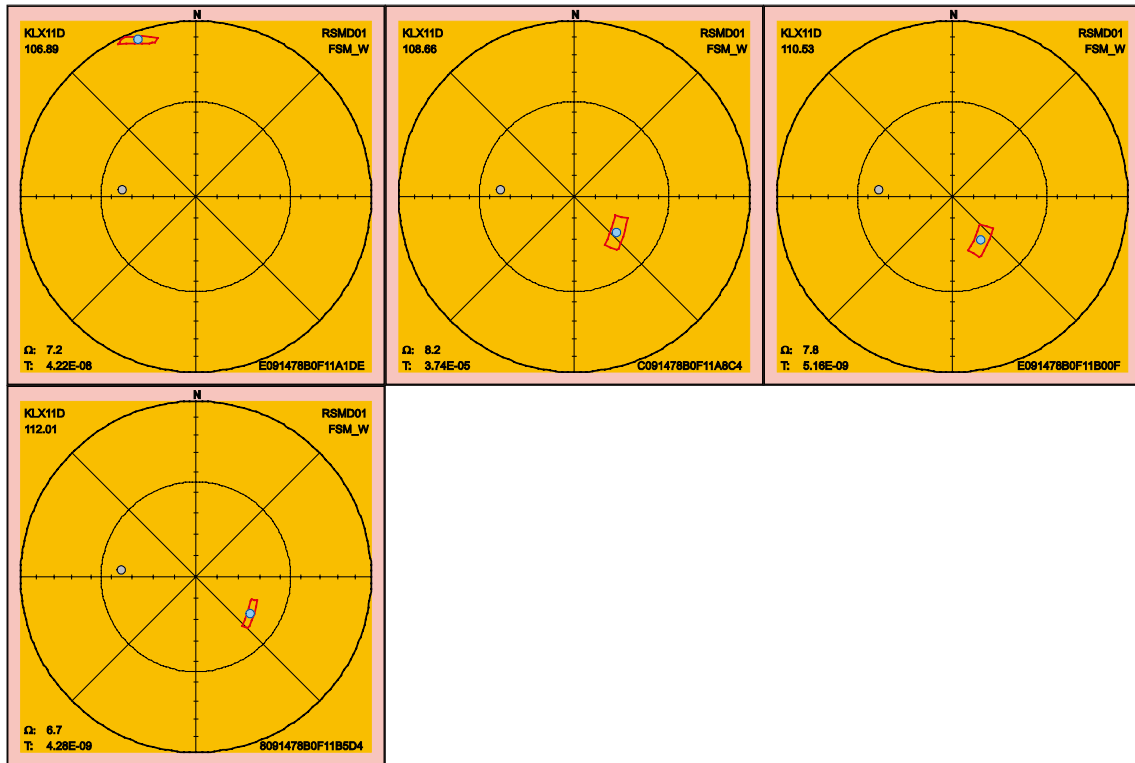 N
KLX11D RSMD01
106.89 FSM_W
Ω: 7.2
T: 4.22E-08 E091478B0F11A1DE
N
KLX11D RSMD01
108.66 FSM_W
Ω: 8.2
T: 3.74E-05 C091478B0F11A8C4
N
KLX11D RSMD01
110.53 FSM_W
Ω: 7.8
T: 5.16E-09 E091478B0F11B00F
N
KLX11D RSMD01
112.01 FSM_W
Ω: 6.7
T: 4.28E-09 8091478B0F11B5D4